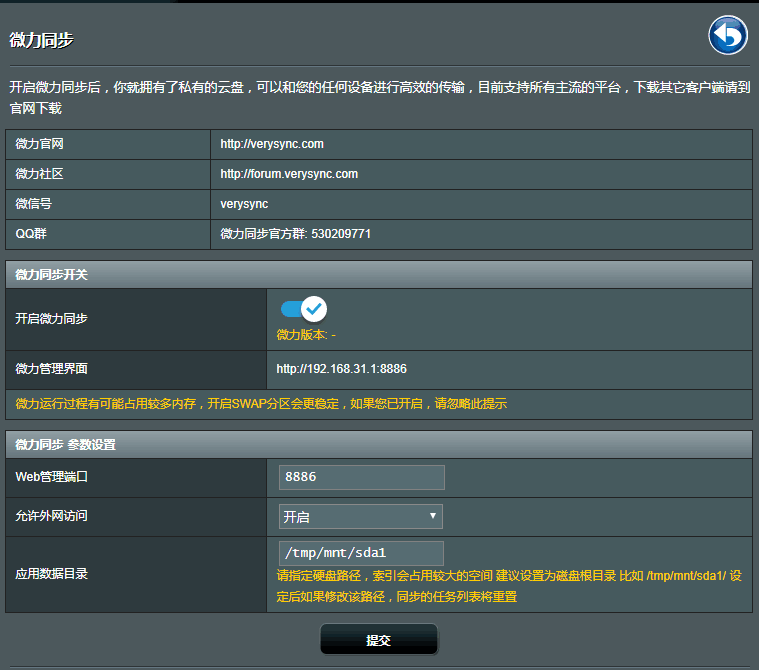 微力同步
开启微力同步后，你就拥有了私有的云盘，可以和您的任何设备进行高效的传输，目前支持所有主流的平台，下载其它客户端请到
官网下载
微力官网 http://verysync.com
微力社区 http://forum.verysync.com
微信号 verysync
QQ群 微力同步官方群: 530209771
微力同步开关
开启微力同步
微力版本: -
微力管理界面 http://192.168.31.1:8886
微力运行过程有可能占用较多内存，开启SWAP分区会更稳定，如果您已开启，请忽略此提示
微力同步 参数设置
Web管理端口 8886
允许外网访问 开启
应用数据目录 /tmp/mnt/sda1
请指定硬盘路径，索引会占用较大的空间 建议设置为磁盘根目录 比如 /tmp/mnt/sda1/ 设
定后如果修改该路径，同步的任务列表将重置
提交